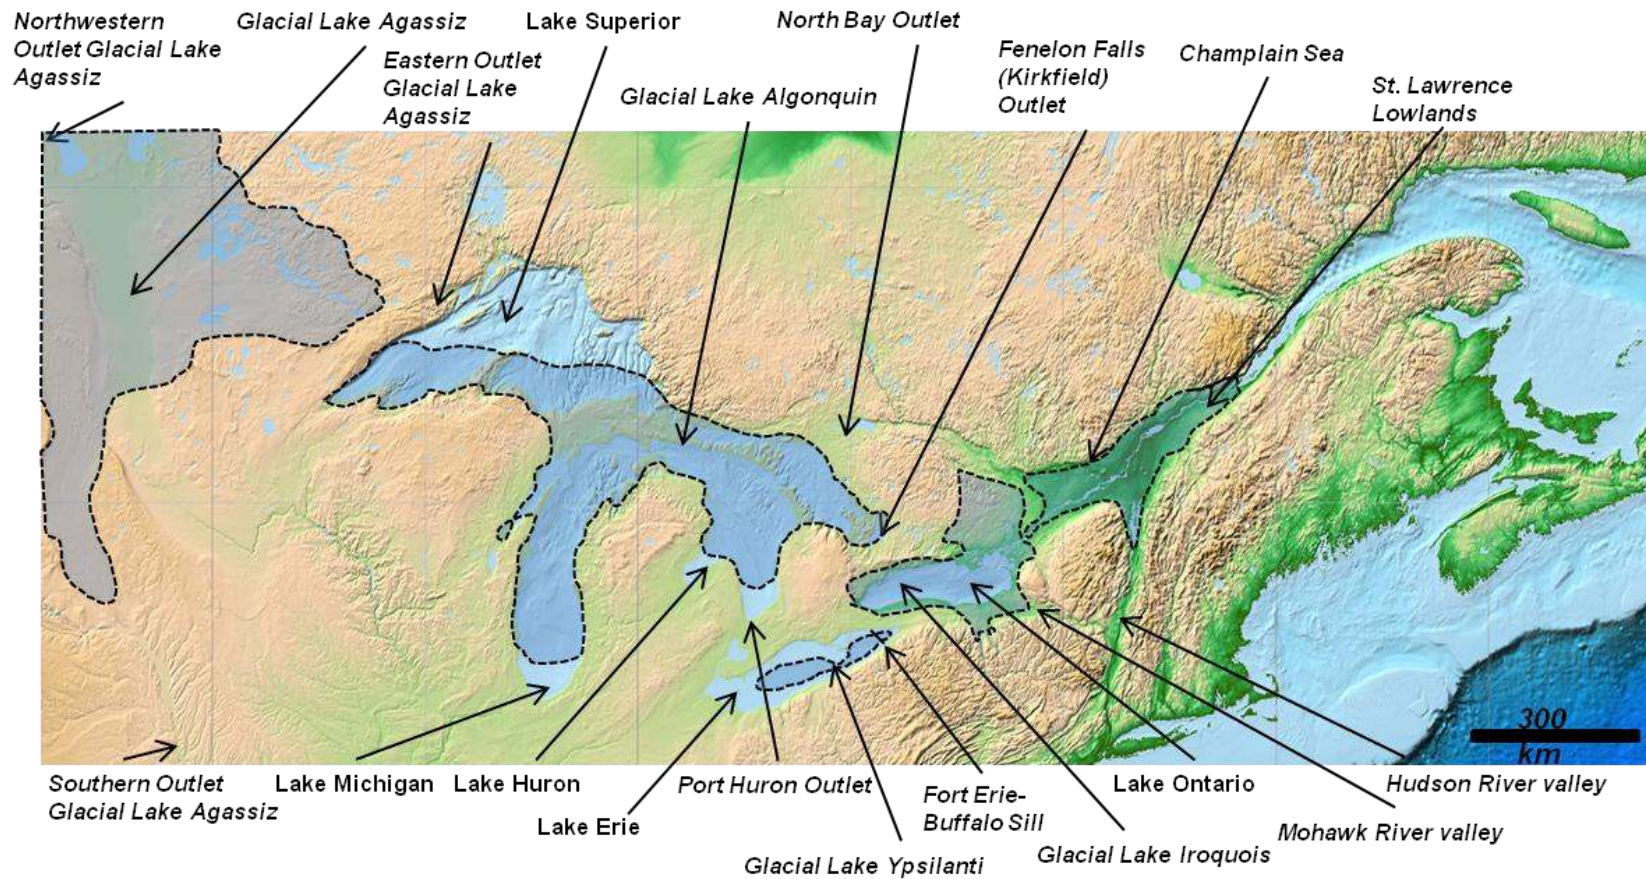 Northwestern
Outlet Glacial Lake
Agassiz
Glacial Lake Agassiz
Lake Superior
North Bay Outlet
Eastern Outlet
Glacial Lake
Agassiz
Glacial Lake Algonquin
Fenelon Falls
(Kirkfield)
Outlet
Champlain Sea
St. Lawrence
Lowlands
300
km
Southern Outlet
Glacial Lake Agassiz
Lake Michigan
Lake Huron
Lake Erie
Port Huron Outlet
Glacial Lake Ypsilanti
Fort Erie-
Buffalo Sill
Glacial Lake Iroquois
Lake Ontario
Mohawk River valley
Hudson River valley